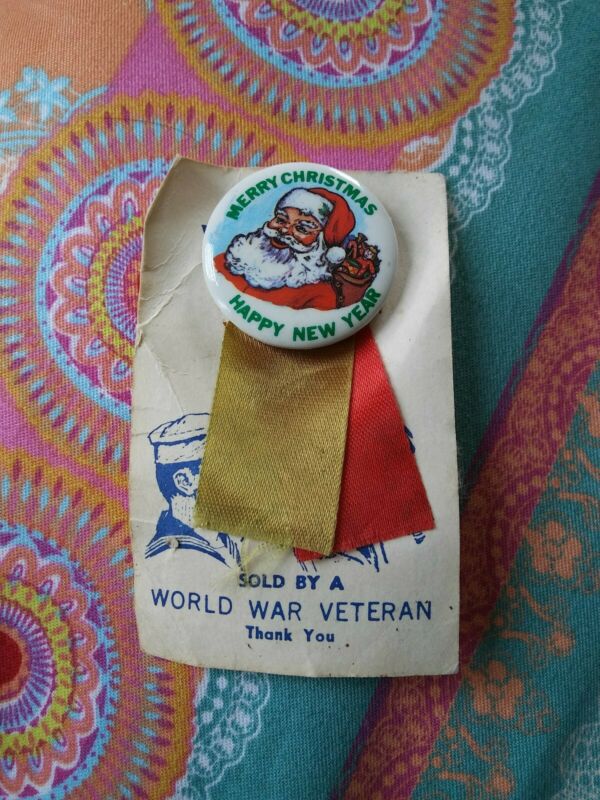 MERRY CHRISTMAS
HAPPY NEW YEAR
SOLD BY A
WORLD WAR VETERAN
Thank You